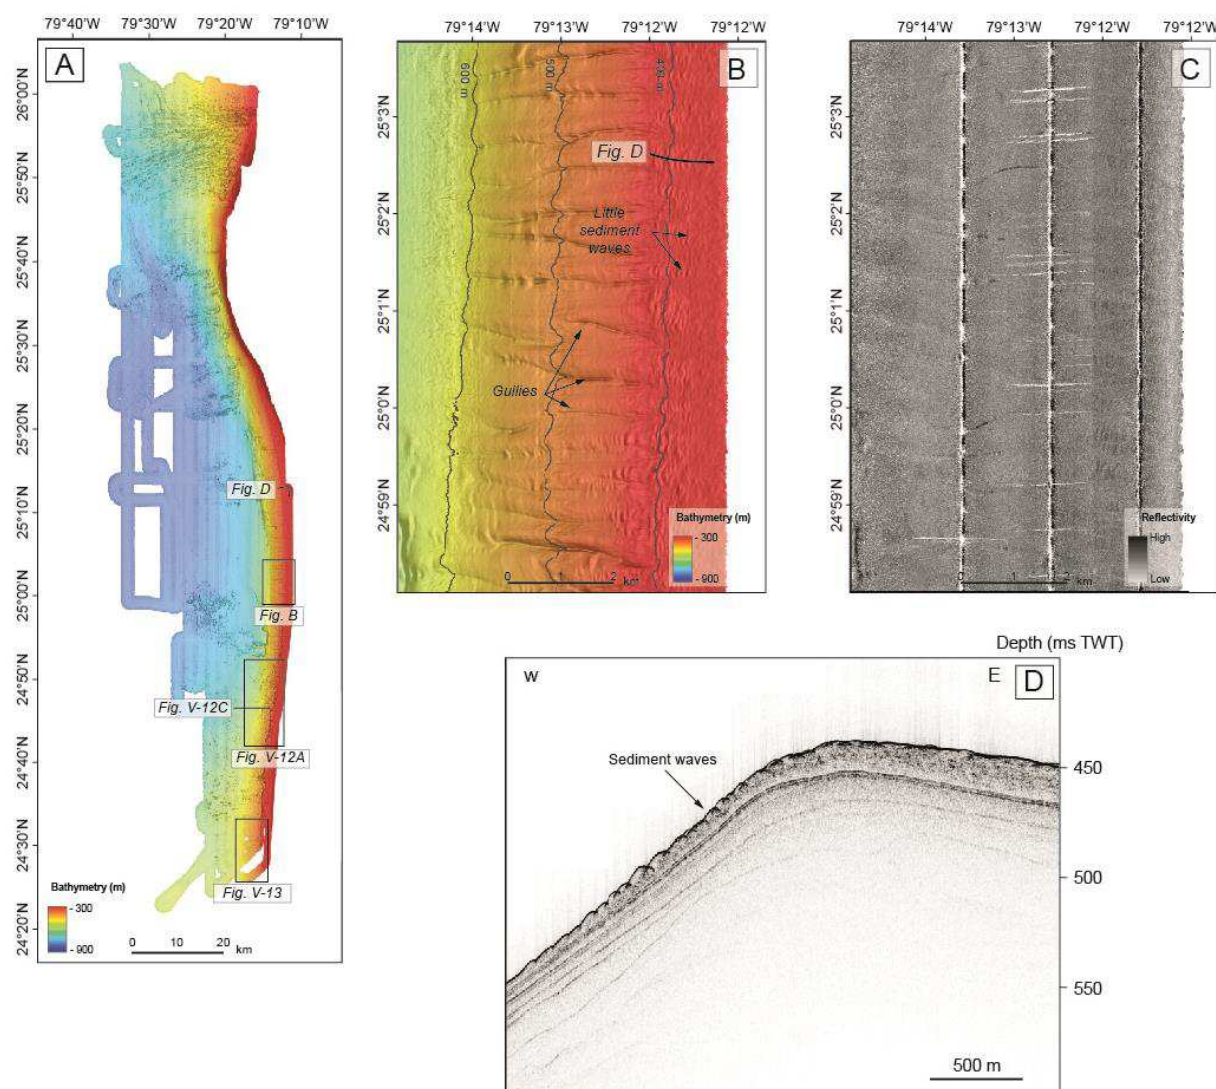 79°40'W 79°30'W 79°20'W 79°10'W
A
26°00'N
25°50'N
25°40'N
25°30'N
25°20'N
25°10'N
25°00'N
24°50'N
24°40'N
24°30'N
24°20'N
Fig. D
Fig. B
Fig. V-12C
Fig. V-12A
Fig. V-13
Bathymetry (m)
- 300
- 900
0 10 20
km
79°14'W 79°13'W 79°12'W 79°12'W
B
600 m
500 m
400 m
25°3'N
25°2'N
25°1'N
25°0'N
24°59'N
Fig. D
Little
sediment
waves
Gullies
Bathymetry (m)
- 300
- 900
0 1 2
km
79°14'W 79°13'W 79°12'W 79°12'W
C
25°3'N
25°2'N
25°1'N
25°0'N
24°59'N
Reflectivity
High
Low
0 1 2
km
Depth (ms TWT)
W
E
D
Sediment waves
450
500
550
500 m